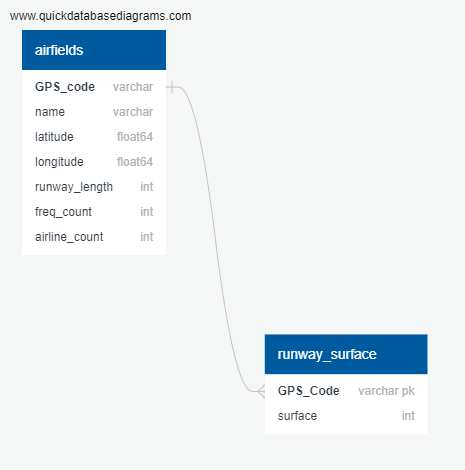 www.quickdatabasediagrams.com
airfields
GPS_code varchar
name varchar
latitude float64
longitude float64
runway_length int
freq_count int
airline_count int
runway_surface
GPS_Code varchar pk
surface int